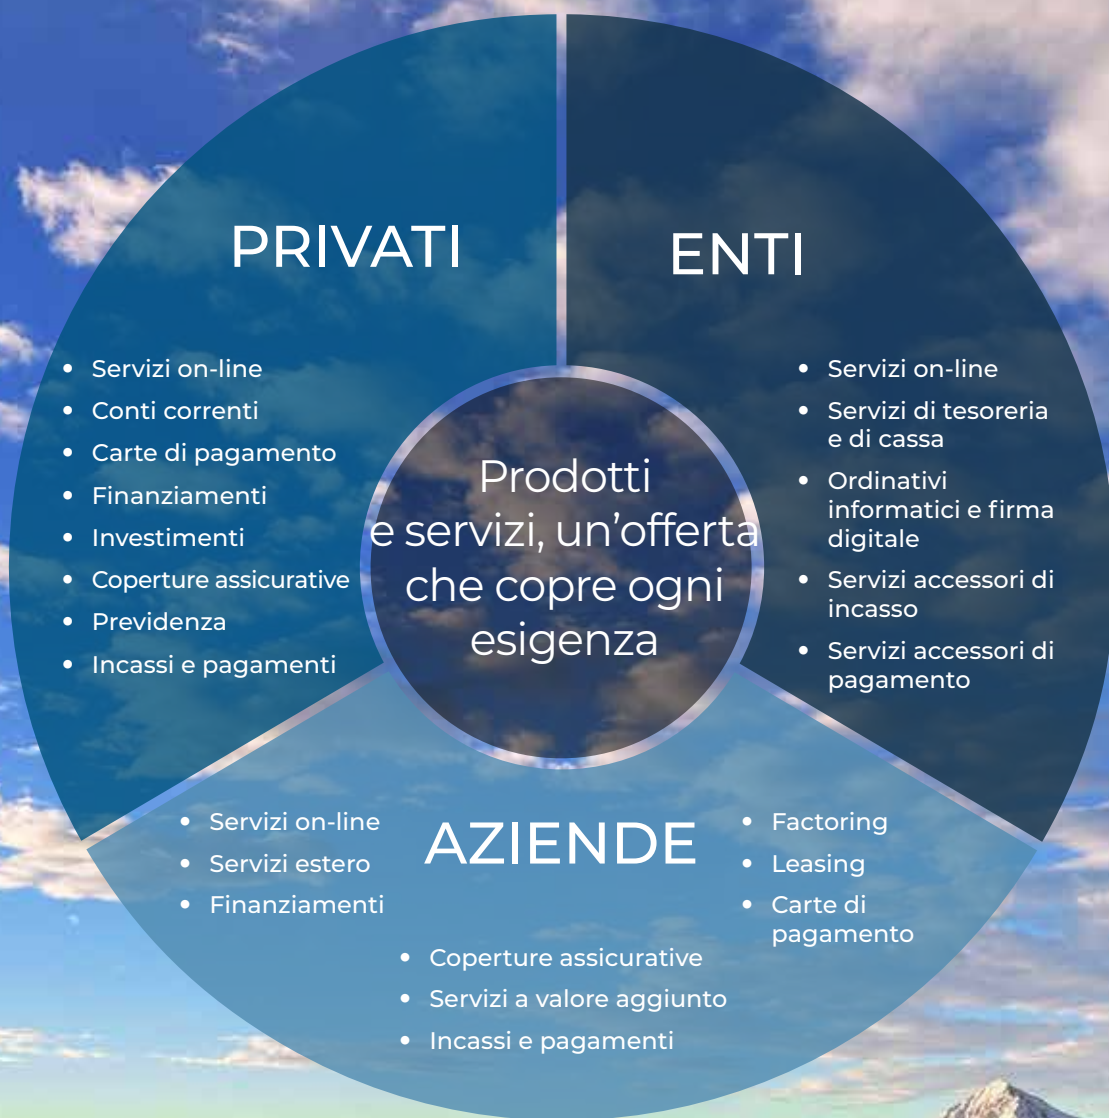 PRIVATI
• Servizi on-line
• Conti correnti
• Carte di pagamento
• Finanziamenti
• Investimenti
• Coperture assicurative
• Previdenza
• Incassi e pagamenti
ENTI
• Servizi on-line
• Servizi di tesoreria
e di cassa
• Ordinativi
informatici e firma
digitale
• Servizi accessori di
incasso
• Servizi accessori di
pagamento
Prodotti
e servizi, un’offerta
che copre ogni
esigenza
AZIENDE
• Servizi on-line
• Servizi estero
• Finanziamenti
• Coperture assicurative
• Servizi a valore aggiunto
• Incassi e pagamenti
• Factoring
• Leasing
• Carte di
pagamento